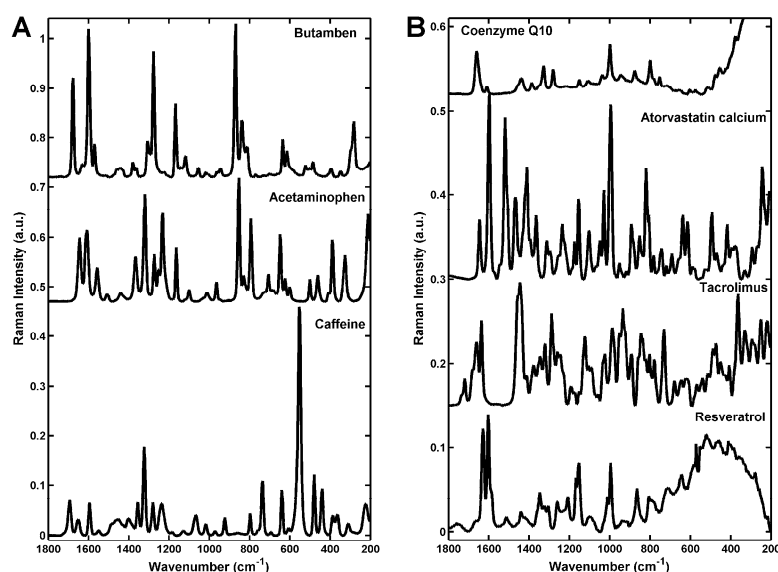 A
B
Butamben
Acetaminophen
Caffeine
Raman Intensity (a.u.)
1
0.8
0.7
0.6
0.5
0.4
0.3
0.2
0.1
0
1800 1600 1400 1200 1000 800 600 400 200
Wavenumber (cm-1)
Coenzyme Q10
Atorvastatin calcium
Tacrolimus
Resveratrol
Raman Intensity (a.u.)
0.6
0.5
0.4
0.3
0.2
0.1
0
1800 1600 1400 1200 1000 800 600 400 200
Wavenumber (cm-1)